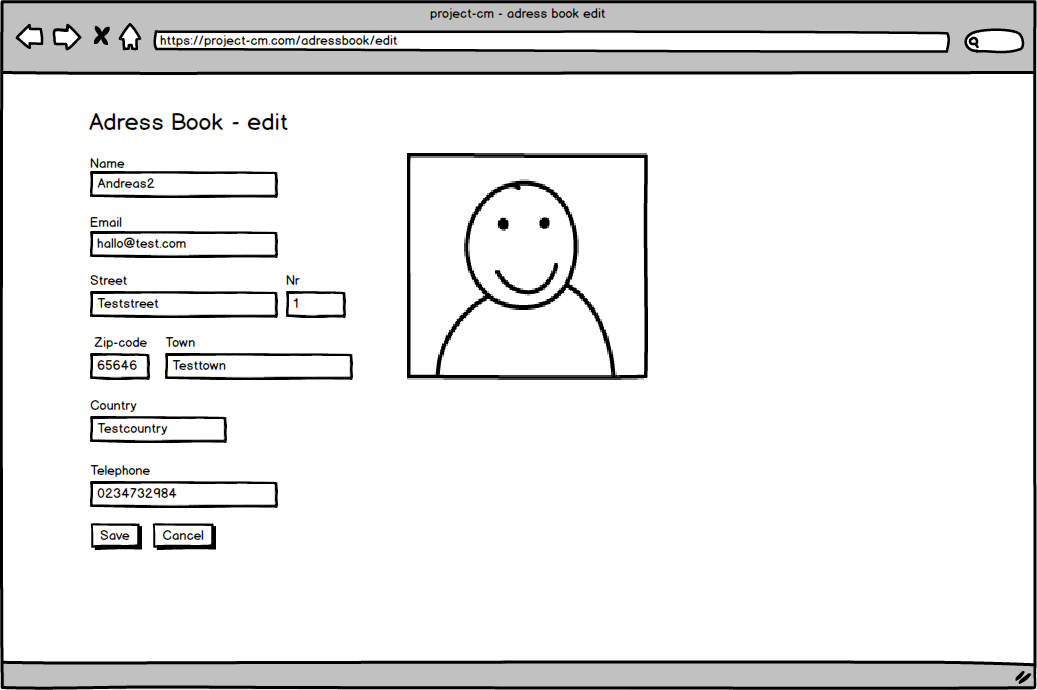 project-cm - adress book edit
https://project-cm.com/adressbook/edit
Adress Book - edit
Name
Andreas2
Email
hallo@test.com
Street Nr
Teststreet 1
Zip-code Town
65646 Testtown
Country
Testcountry
Telephone
0234732984
Save Cancel